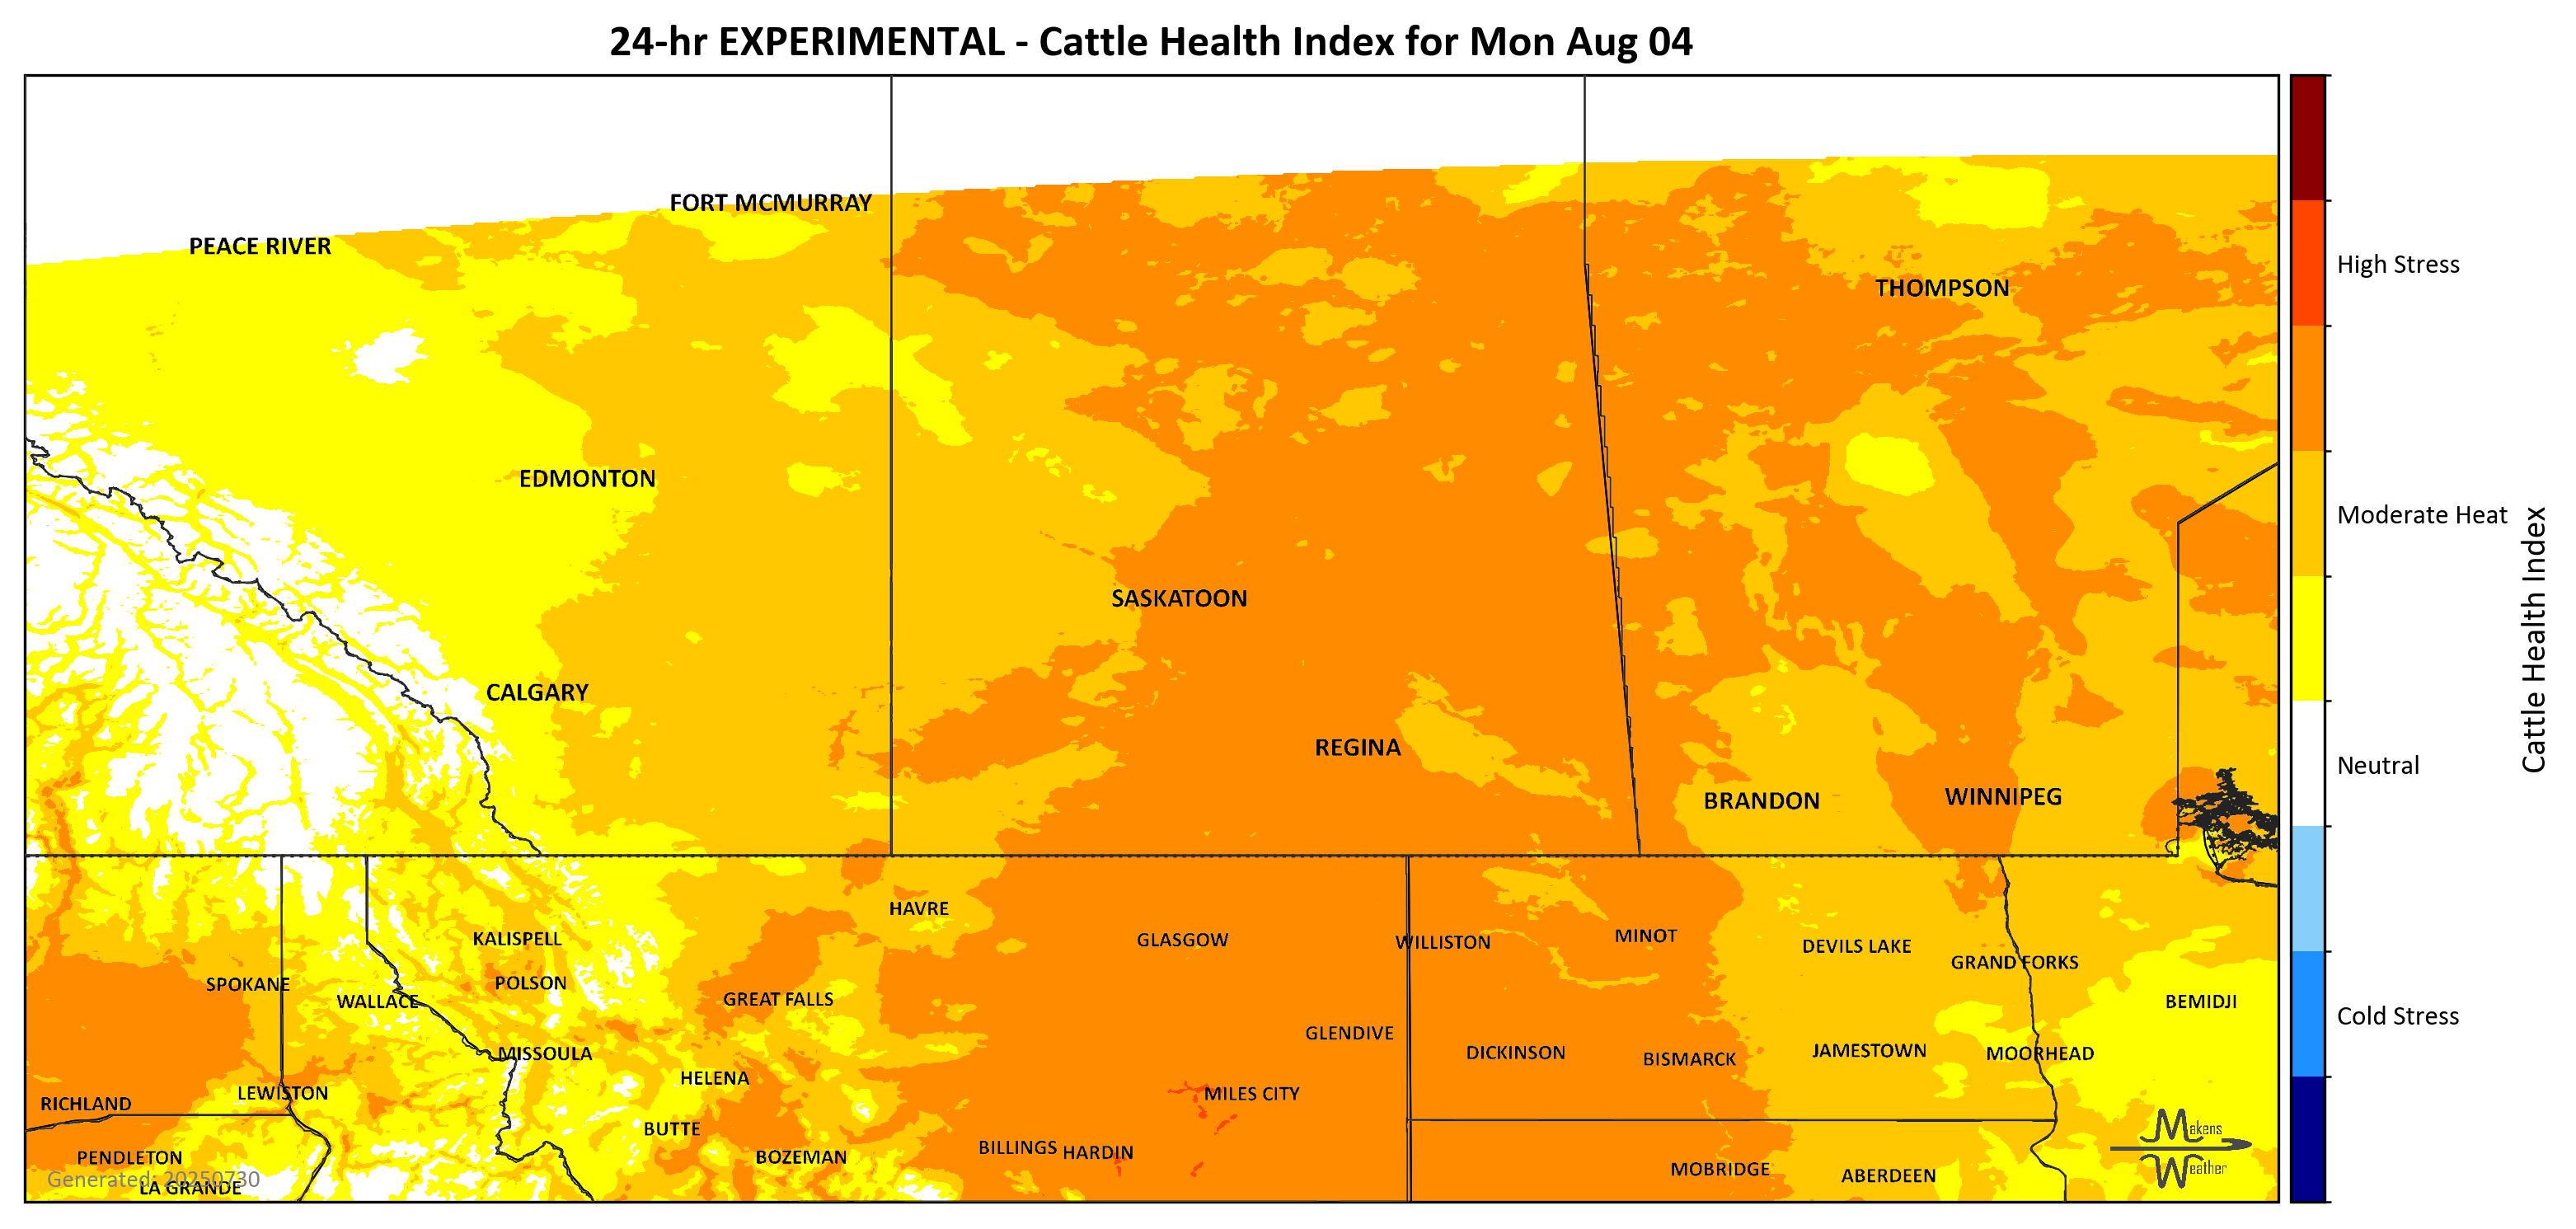 24-hr EXPERIMENTAL - Cattle Health Index for Mon Aug 04
FORT MCMURRAY
PEACE RIVER
THOMPSON
High Stress
EDMONTON
Moderate Heat
SASKATOON
CALGARY
REGINA
Neutral
BRANDON
WINNIPEG
Cattle Health Index
HAVRE
KALISPELL
GLASGOW
WILLISTON
MINOT
DEVILS LAKE
GRAND FORKS
SPOKANE
POLSON
WALLACE
GREAT FALLS
BEMIDJI
Cold Stress
GLENDIVE
MISSOULA
DICKINSON
BISMARCK
JAMESTOWN
MOORHEAD
HELENA
LEWISTON
MILES CITY
RICHLAND
BUTTE
Makens
Weather
PENDLETON
BOZEMAN
BILLINGS
HARDIN
MOBRIDGE
ABERDEEN
Generated: 20250730
LA GRANDE